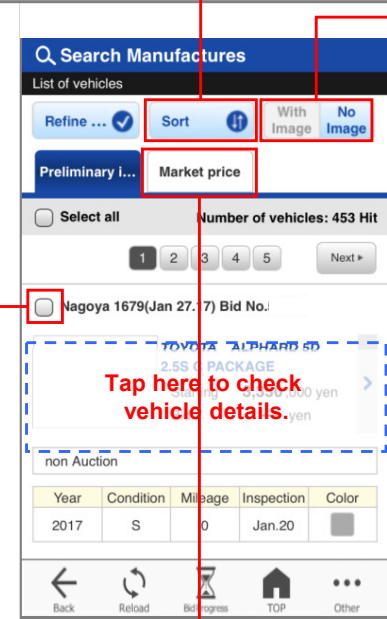 Search Manufactures
List of vehicles
Refine ...
Sort
With Image
No Image
Preliminary i...
Market price
Select all
Number of vehicles: 453 Hit
1 2 3 4 5 Next
Nagoya 1679(Jan 27.17) Bid No.
TOYOTA ALPHARD 5D
2.5S C PACKAGE
Tap here to check
vehicle details.
yen
yen
non Auction
Year Condition Mileage Inspection Color
2017 S 0 Jan.20
Back Reload Bid Progress TOP Other